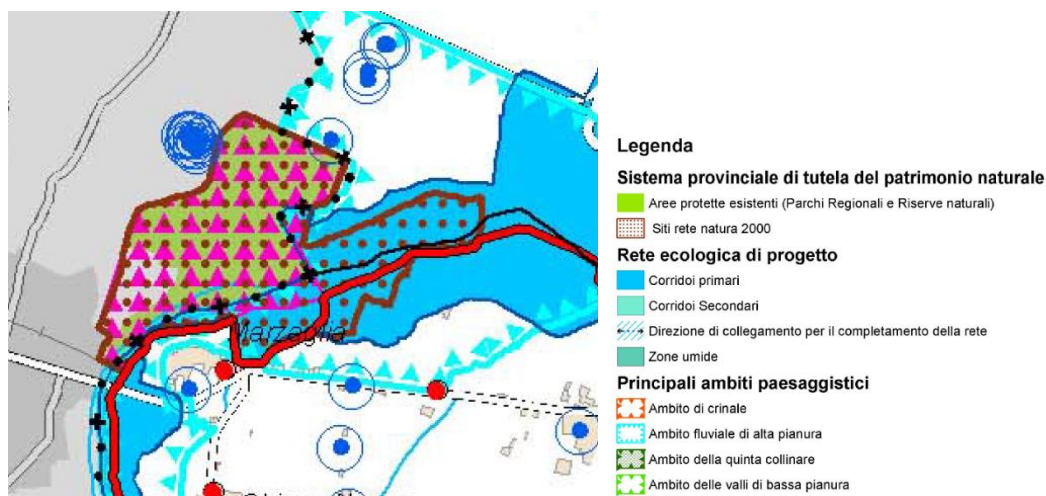 Marzaglia
Legenda
Sistema provinciale di tutela del patrimonio naturale
Aree protette esistenti (Parchi Regionali e Riserve naturali)
Siti rete natura 2000
Rete ecologica di progetto
Corridoi primari
Corridoi Secondari
Direzione di collegamento per il completamento della rete
Zone umide
Principali ambiti paesaggistici
Ambito di crinale
Ambito fluviale di alta pianura
Ambito della quinta collinare
Ambito delle valli di bassa pianura